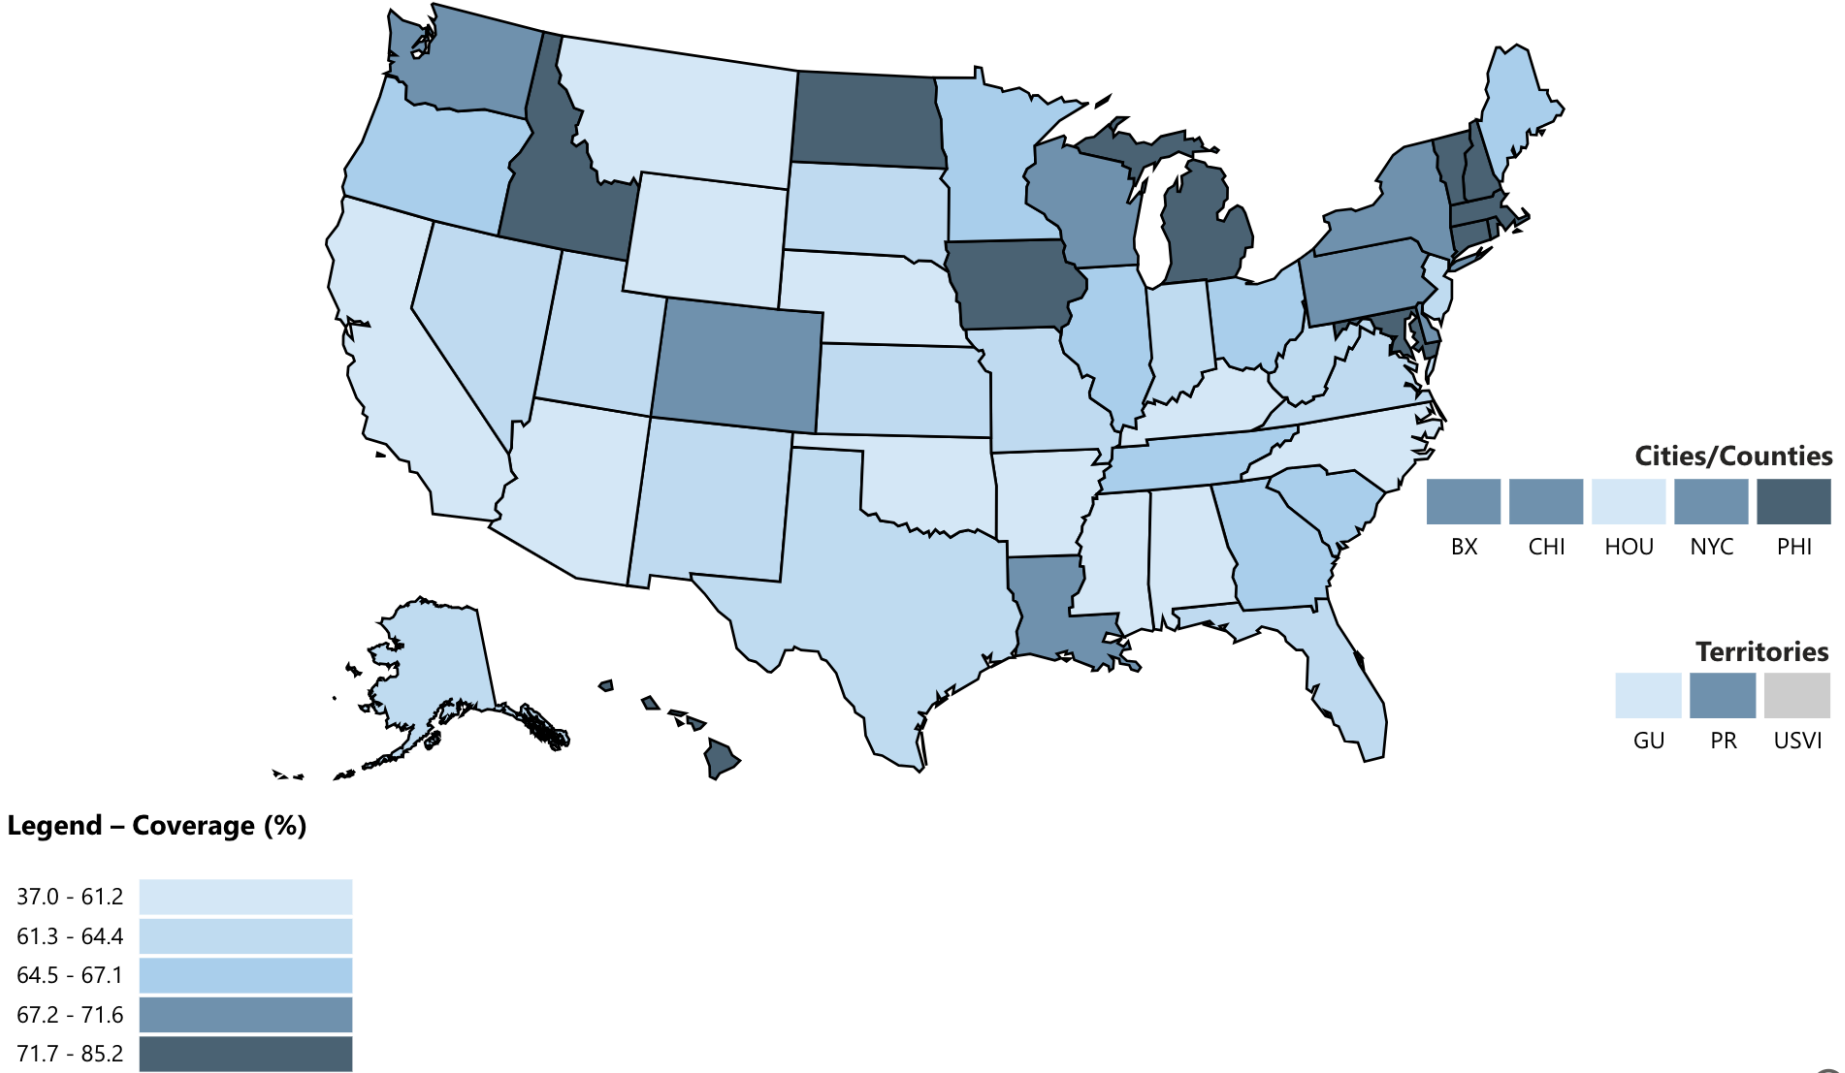 Cities/Counties
BX CHI HOU NYC PHI
Territories
GU PR USVI
Legend – Coverage (%)
37.0 - 61.2
61.3 - 64.4
64.5 - 67.1
67.2 - 71.6
71.7 - 85.2